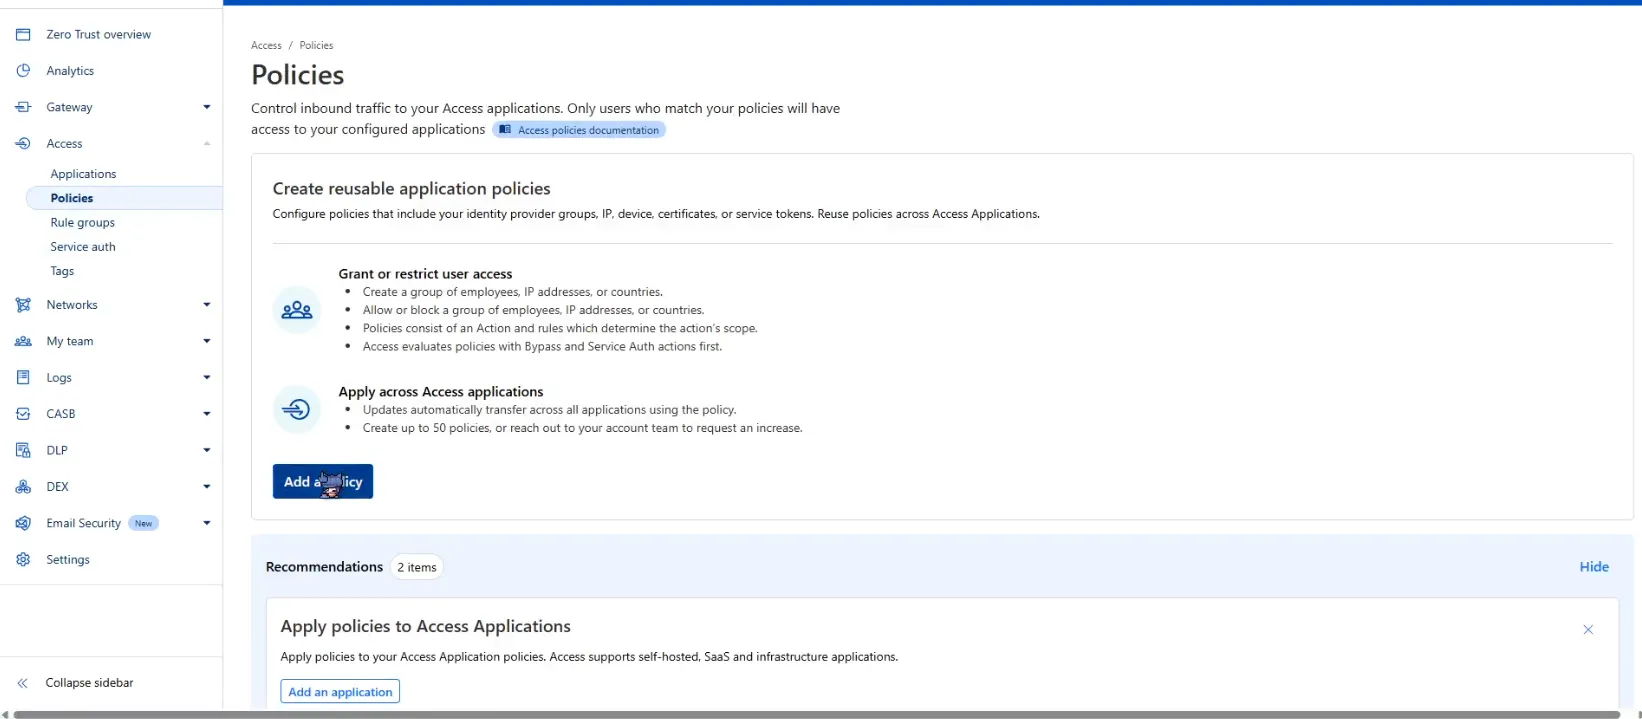 Zero Trust overview
Analytics
Gateway
Access
Applications
Policies
Rule groups
Service auth
Tags
Networks
My team
Logs
CASB
DLP
DEX
Email Security New
Settings
Collapse sidebar
Access / Policies
Policies
Control inbound traffic to your Access applications. Only users who match your policies will have
access to your configured applications Access policies documentation
Create reusable application policies
Configure policies that include your identity provider groups, IP, device, certificates, or service tokens. Reuse policies across Access Applications.
Grant or restrict user access
Create a group of employees, IP addresses, or countries.
Allow or block a group of employees, IP addresses, or countries.
Policies consist of an Action and rules which determine the action's scope.
Access evaluates policies with Bypass and Service Auth actions first.
Apply across Access applications
Updates automatically transfer across all applications using the policy.
Create up to 50 policies, or reach out to your account team to request an increase.
Add a policy
Recommendations 2 items
Hide
Apply policies to Access Applications
Apply policies to your Access Application policies. Access supports self-hosted, SaaS and infrastructure applications.
Add an application